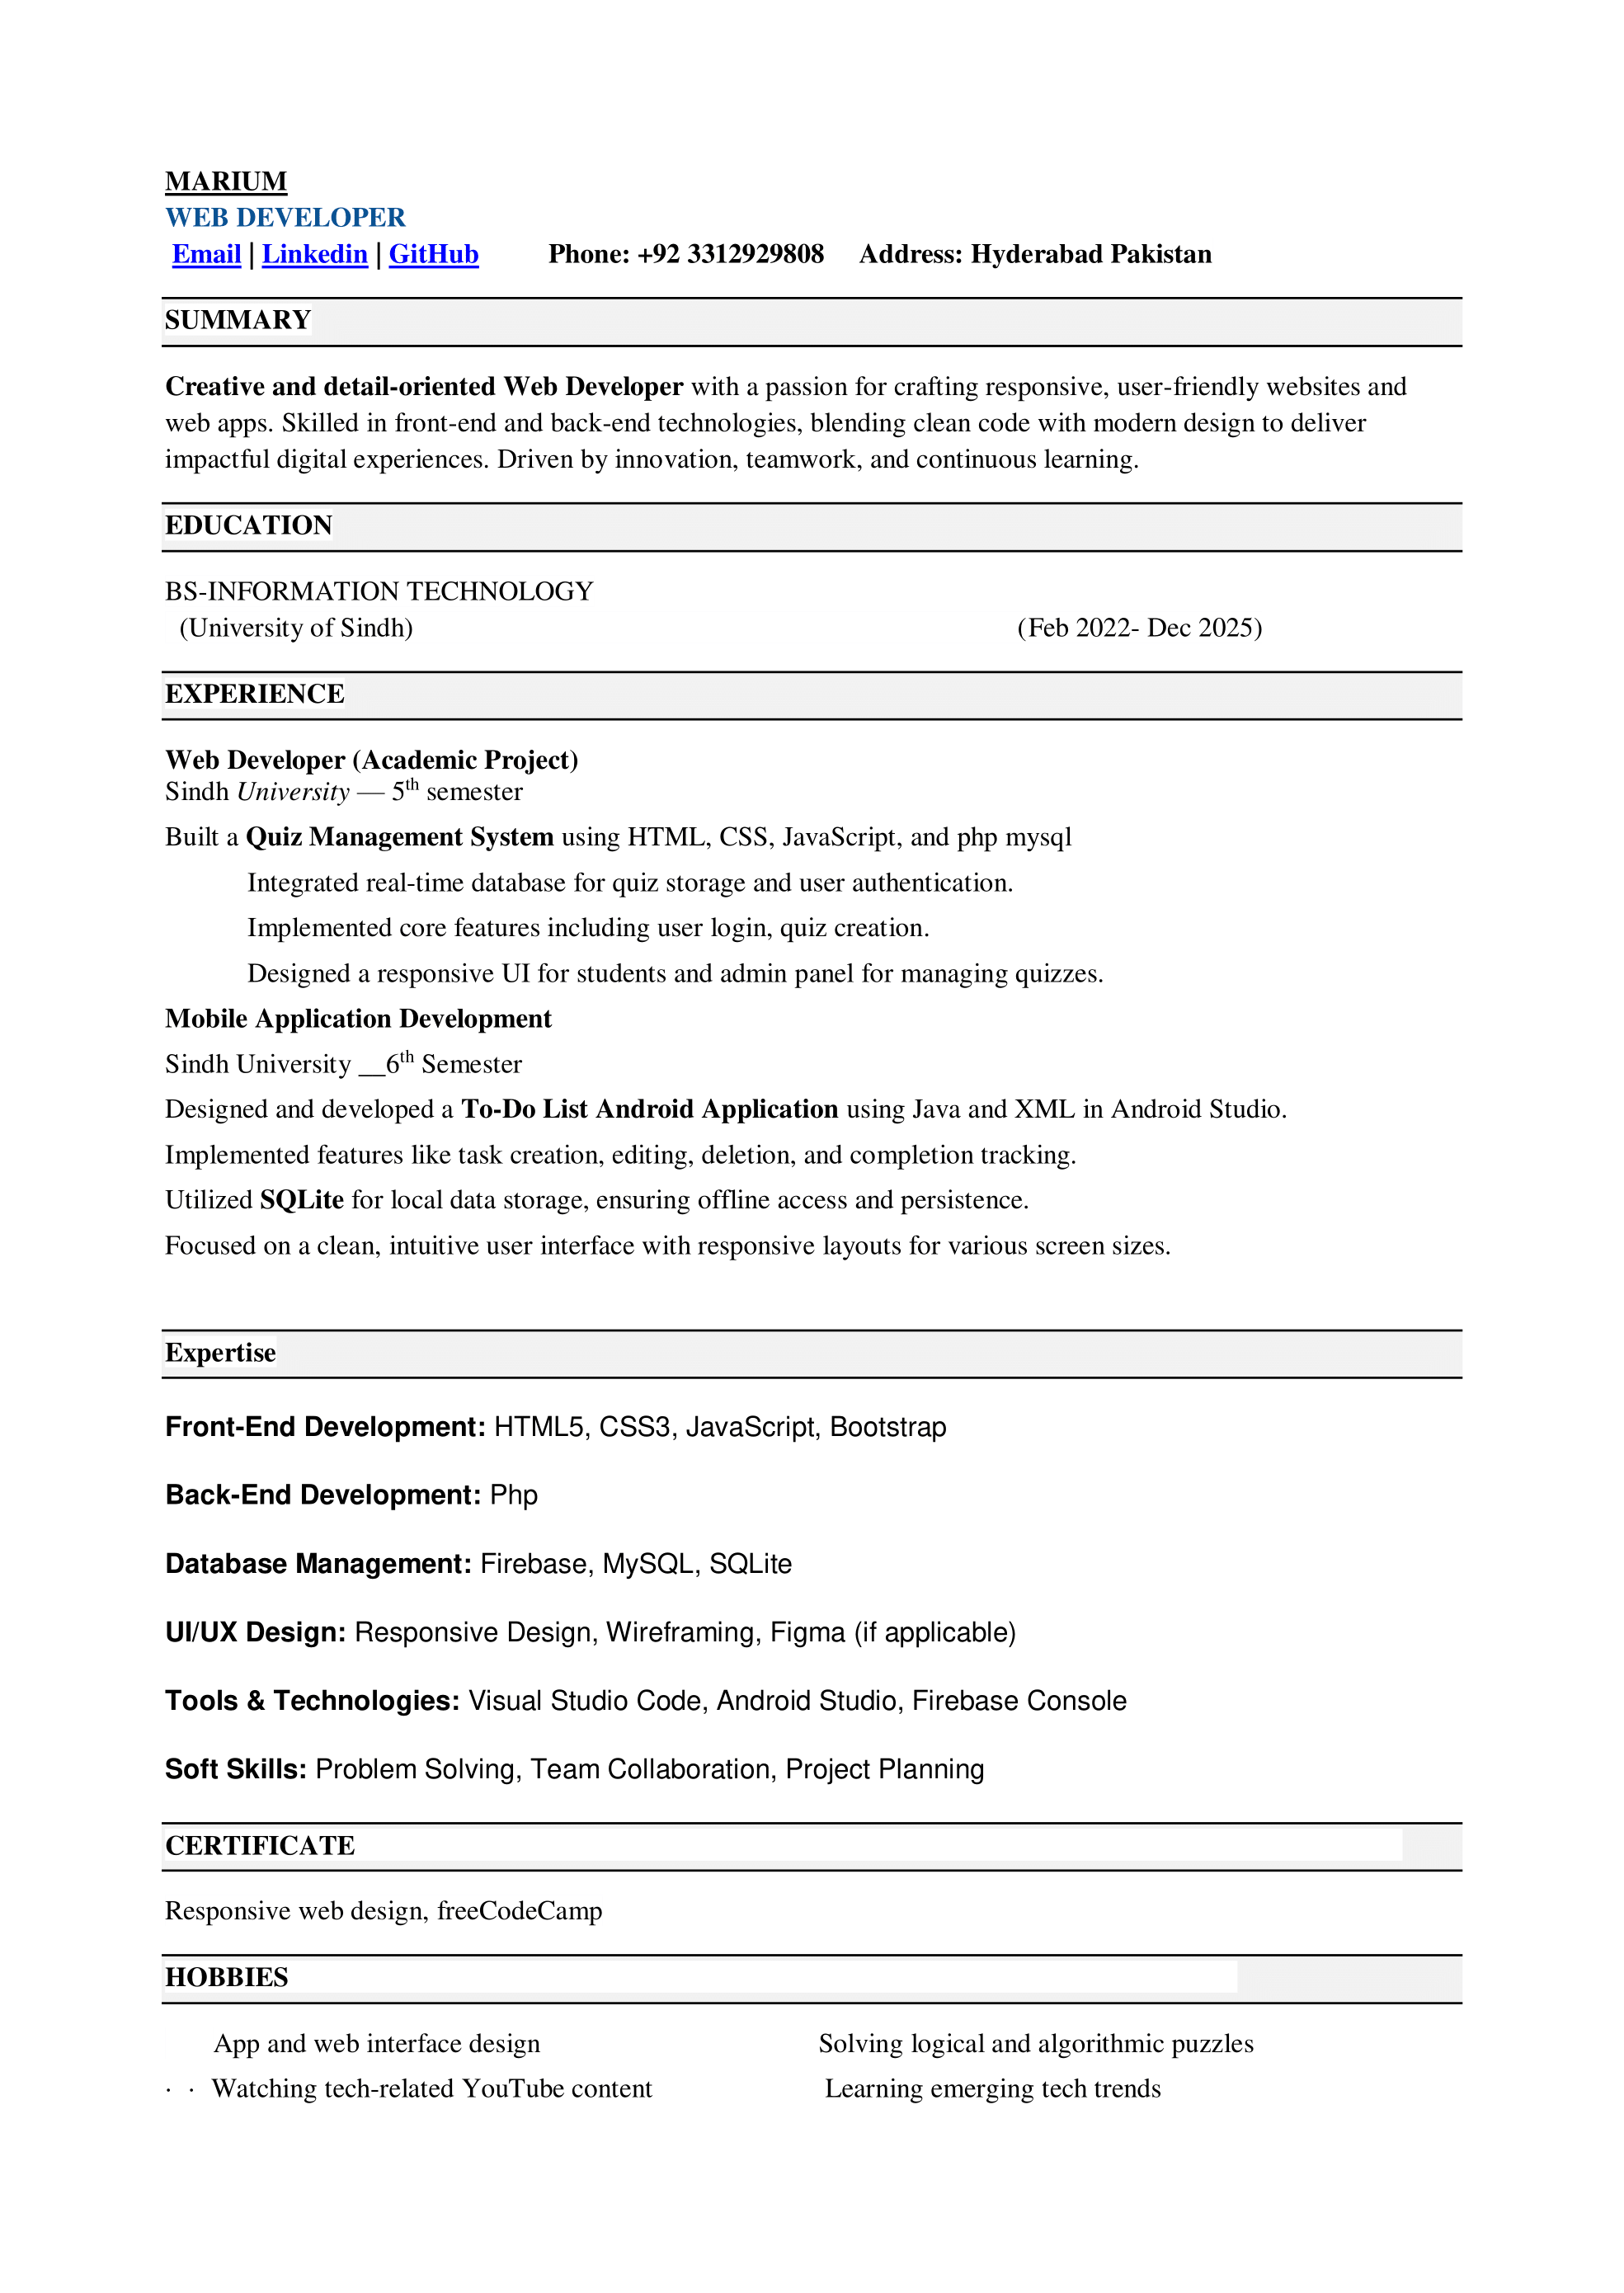 MARIUM
WEB DEVELOPER
Email | Linkedin | GitHub Phone: +92 3312929808 Address: Hyderabad Pakistan
SUMMARY
Creative and detail-oriented Web Developer with a passion for crafting responsive, user-friendly websites and
web apps. Skilled in front-end and back-end technologies, blending clean code with modern design to deliver
impactful digital experiences. Driven by innovation, teamwork, and continuous learning.
EDUCATION
BS-INFORMATION TECHNOLOGY
(University of Sindh) (Feb 2022- Dec 2025)
EXPERIENCE
Web Developer (Academic Project)
Sindh University — 5th semester
Built a Quiz Management System using HTML, CSS, JavaScript, and php mysql
Integrated real-time database for quiz storage and user authentication.
Implemented core features including user login, quiz creation.
Designed a responsive UI for students and admin panel for managing quizzes.
Mobile Application Development
Sindh University __6th Semester
Designed and developed a To-Do List Android Application using Java and XML in Android Studio.
Implemented features like task creation, editing, deletion, and completion tracking.
Utilized SQLite for local data storage, ensuring offline access and persistence.
Focused on a clean, intuitive user interface with responsive layouts for various screen sizes.
Expertise
Front-End Development: HTML5, CSS3, JavaScript, Bootstrap
Back-End Development: Php
Database Management: Firebase, MySQL, SQLite
UI/UX Design: Responsive Design, Wireframing, Figma (if applicable)
Tools & Technologies: Visual Studio Code, Android Studio, Firebase Console
Soft Skills: Problem Solving, Team Collaboration, Project Planning
CERTIFICATE
Responsive web design, freeCodeCamp
HOBBIES
App and web interface design Solving logical and algorithmic puzzles
· · Watching tech-related YouTube content Learning emerging tech trends